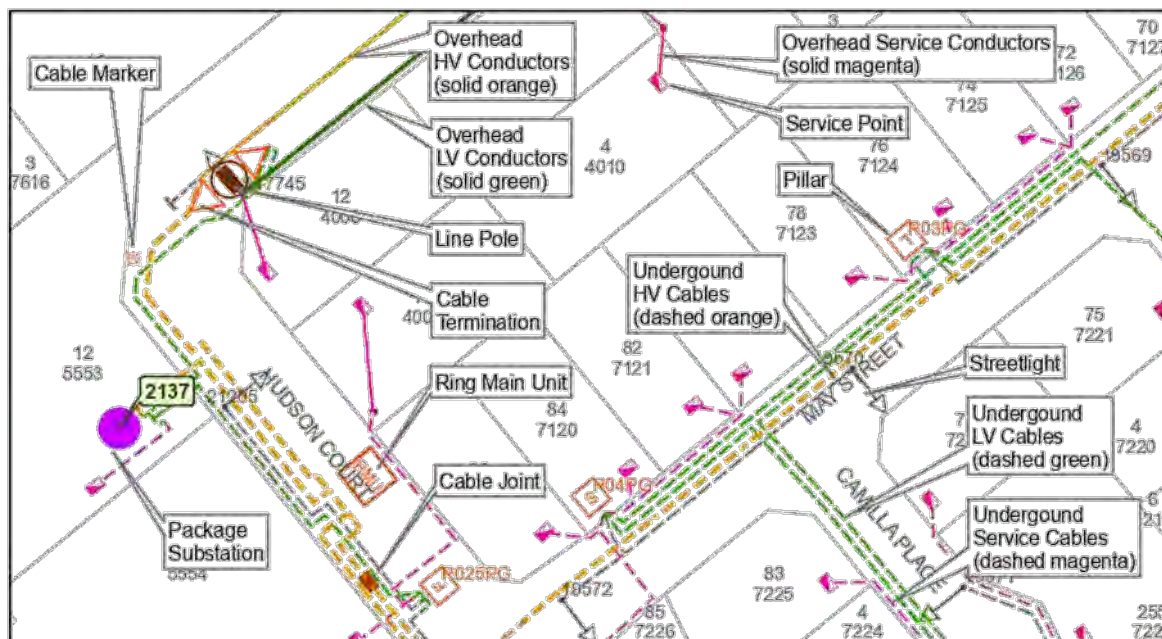 Cable Marker
Overhead
HV Conductors
(solid orange)
Overhead Service Conductors
(solid magenta)
3
70
72
74
7125
Service Point
Overhead
LV Conductors
(solid green)
4
4010
76
7124
3
7616
12
Pillar
78
7123
R03PG
Line Pole
Undergound
HV Cables
(dashed orange)
Cable
Termination
75
7221
82
7121
12
5553
MAY STREET
Streetlight
2137
HUDSON COURT
Ring Main Unit
RMU
84
7120
Undergound
LV Cables
(dashed green)
4
7220
Cable Joint
R04PG
S
CAMILLA PLACE
Package
Substation
5554
Undergound
Service Cables
(dashed magenta)
R025PG
83
7225
85
7226
4
7224